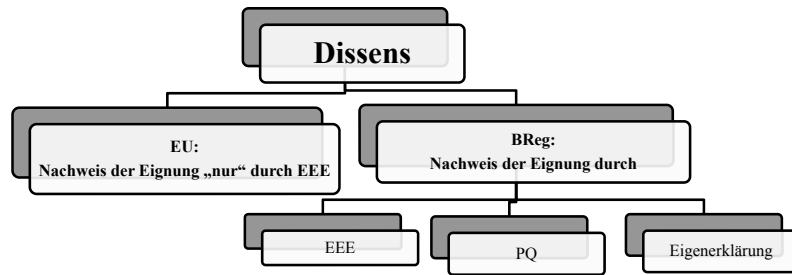 Dissens
EU:
Nachweis der Eignung „nur“ durch EEE
BReg:
Nachweis der Eignung durch
EEE
PQ
Eigenerklärung